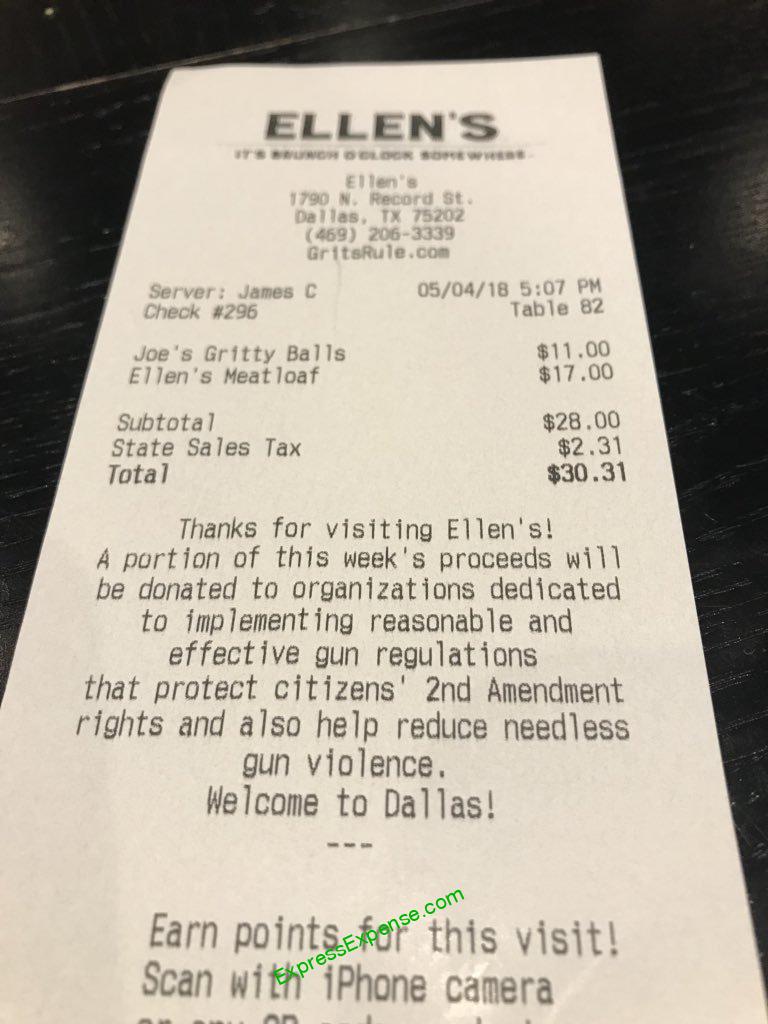 ELLEN'S
IT'S BRUNCH O'CLOCK SOMEWHERE
Ellen's
1790 N. Record St.
Dallas, TX 75202
(469) 206-3339
GritsRule.com
Server: James C 05/04/18 5:07 PM
Check #296 Table 82
Joe's Gritty Balls $11.00
Ellen's Meatloaf $17.00
Subtotal $28.00
State Sales Tax $2.31
Total $30.31
Thanks for visiting Ellen's!
A portion of this week's proceeds will
be donated to organizations dedicated
to implementing reasonable and
effective gun regulations
that protect citizens' 2nd Amendment
rights and also help reduce needless
gun violence.
Welcome to Dallas!
---
Earn points for this visit!
ExpressExpense.com
Scan with iPhone camera
or any QR